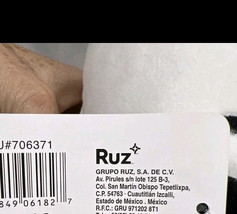 U#706371
849 06182 7
Ruz
GRUPO RUZ, S.A. DE C.V.
Av. Pirules s/n lote 125 B-3,
Col. San Martín Obispo Tepetlixpa,
C.P. 54763 · Cuautitlán Izcalli,
Estado de México . México
R.F.C.: GRU 971202 8T1